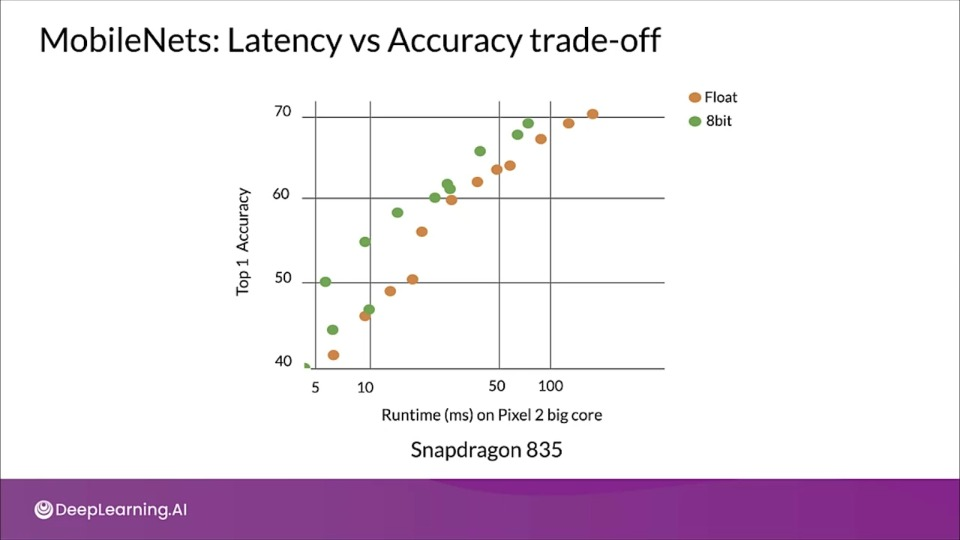 MobileNets: Latency vs Accuracy trade-off
Float
8bit
70
60
50
40
Top 1 Accuracy
5 10 50 100
Runtime (ms) on Pixel 2 big core
Snapdragon 835
DeepLearning.AI